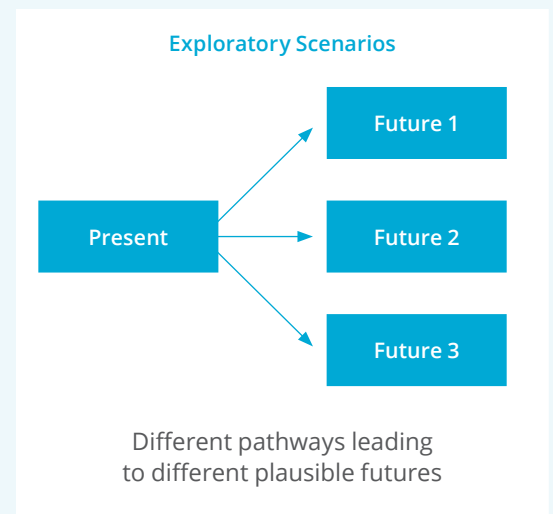 Exploratory Scenarios
Future 1
Present
Future 2
Future 3
Different pathways leading
to different plausible futures